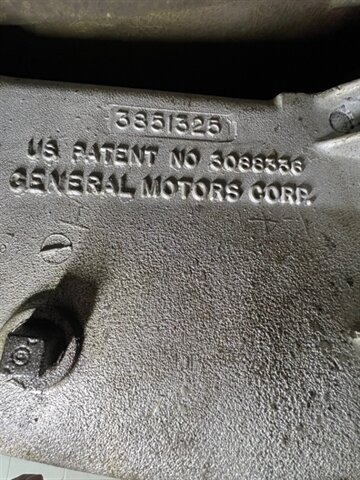 3851325
US PATENT NO 3088336
GENERAL MOTORS CORP.